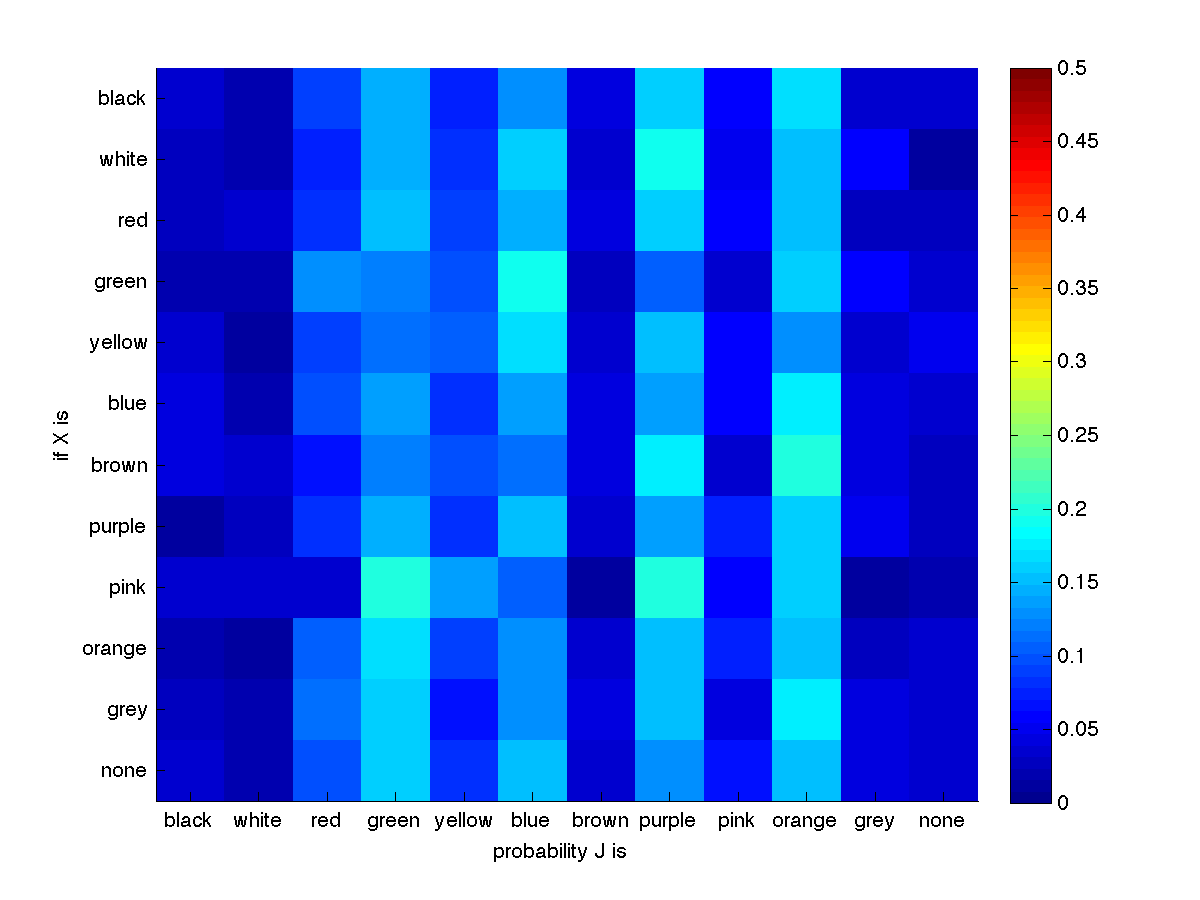 black
white
red
green
yellow
blue
brown
purple
pink
orange
grey
none
if X is
black white red green yellow blue brown purple pink orange grey none
probability J is
0.5
0.45
0.4
0.35
0.3
0.25
0.2
0.15
0.1
0.05
0